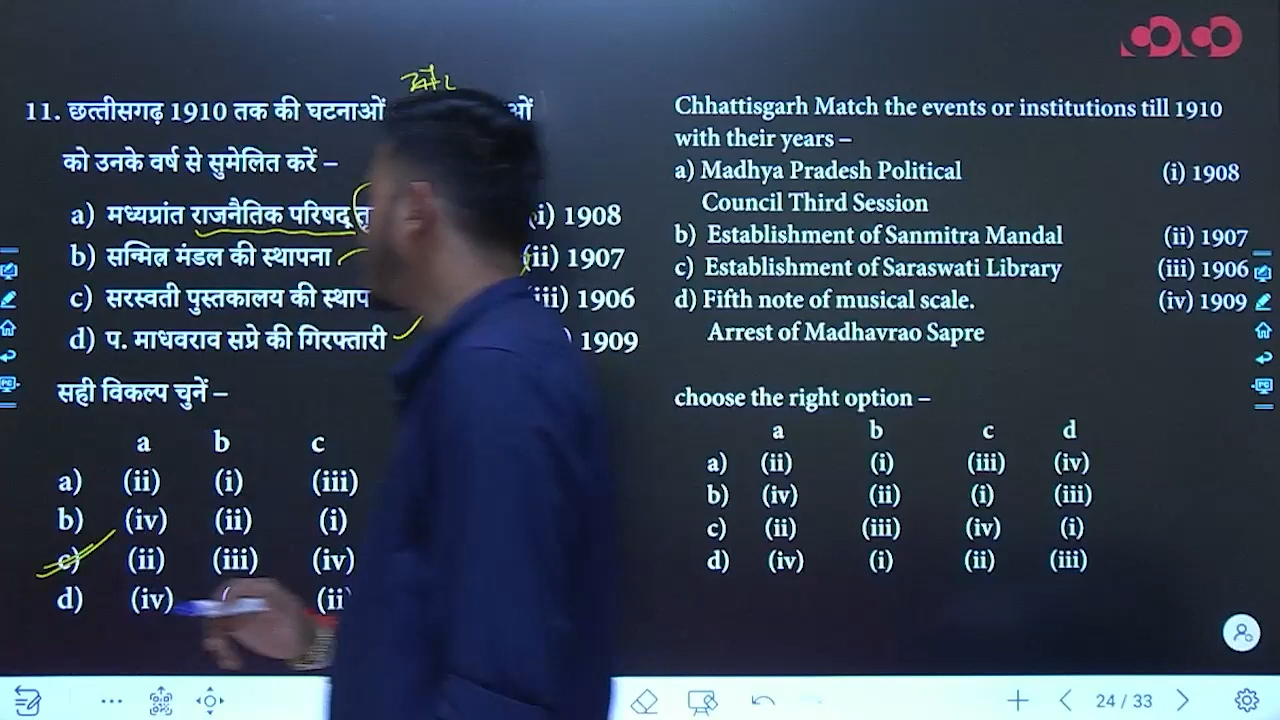 11. छत्तीसगढ़ 1910 तक की घटनाओं
को उनके वर्ष से सुमेलित करें –
a) मध्यप्रांत राजनैतिक परिषद् i) 1908
b) सन्मित्र मंडल की स्थापना (ii) 1907
c) सरस्वती पुस्तकालय की iii) 1906
d) प. माधवराव सप्रे की गिरफ्तारी ) 1909
सही विकल्प चुनें –
a b c
a) (ii) (i) (iii)
b) (iv) (ii) (i)
c) (ii) (iii) (iv)
d) (iv) (ii
Chhattisgarh Match the events or institutions till 1910
with their years –
a) Madhya Pradesh Political (i) 1908
Council Third Session
b) Establishment of Sanmitra Mandal (ii) 1907
c) Establishment of Saraswati Library (iii) 1906
d) Fifth note of musical scale. (iv) 1909
Arrest of Madhavrao Sapre
choose the right option –
a b c d
a) (ii) (i) (iii) (iv)
b) (iv) (ii) (i) (iii)
c) (ii) (iii) (iv) (i)
d) (iv) (i) (ii) (iii)
24 / 33